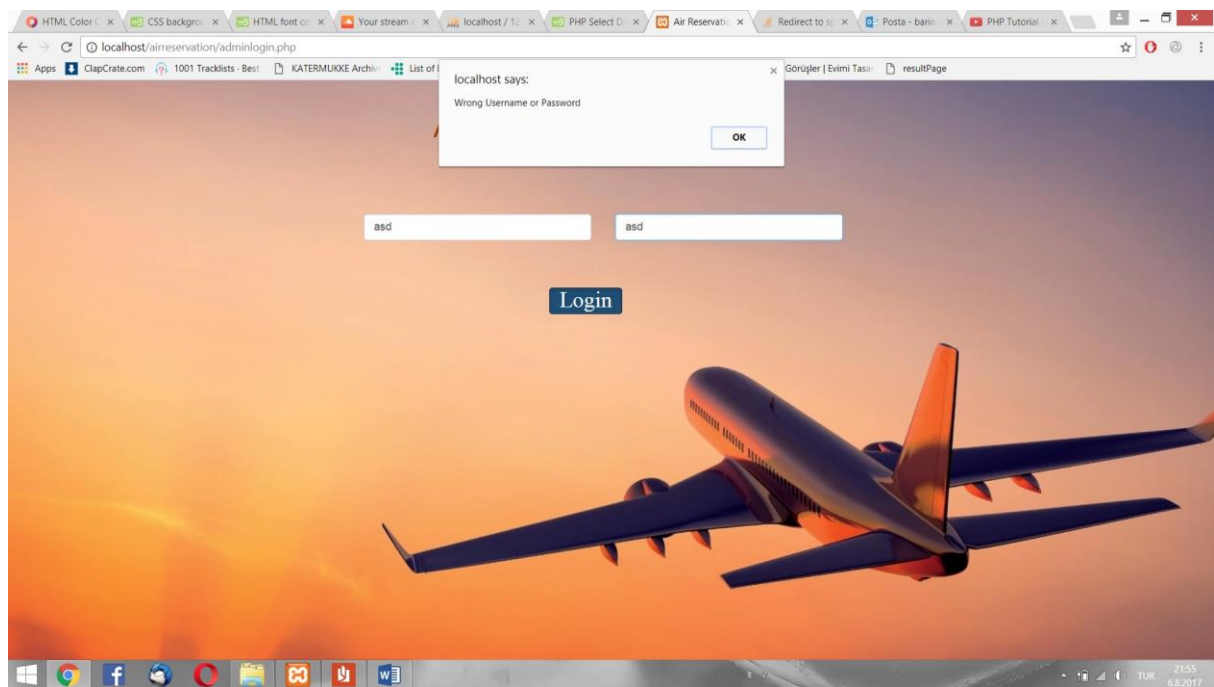 HTML Color C
CSS backgrou
HTML font co
Your stream
localhost / 12
PHP Select D
Air Reservatio
Redirect to sp
Posta - barin
PHP Tutorial
localhost/airreservation/adminlogin.php
Apps
ClapCrate.com
1001 Tracklists - Best
KATERMUKKE Archiv
List of
Görüşler | Evimi Tasar
resultPage
localhost says:
Wrong Username or Password
OK
asd
asd
Login
TUR
21:55
6.8.2017